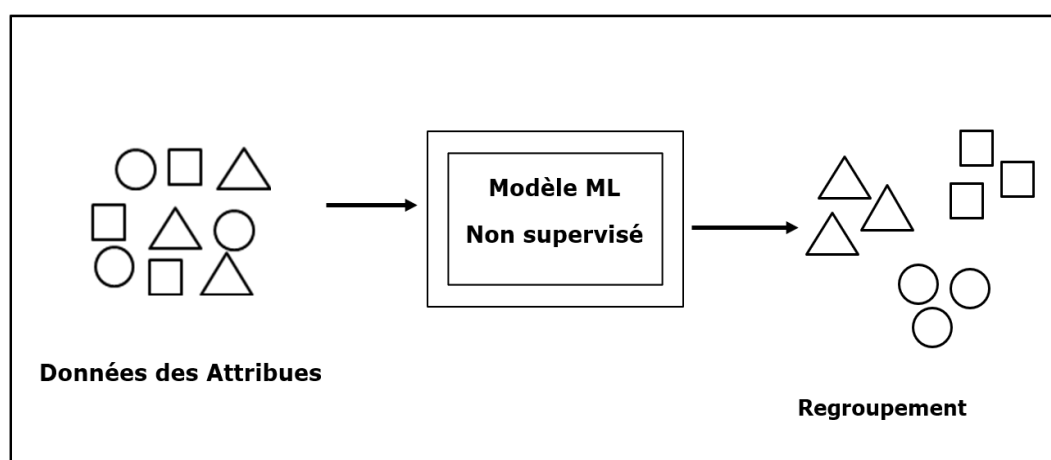 Modèle ML
Non supervisé
Données des Attribues
Regroupement